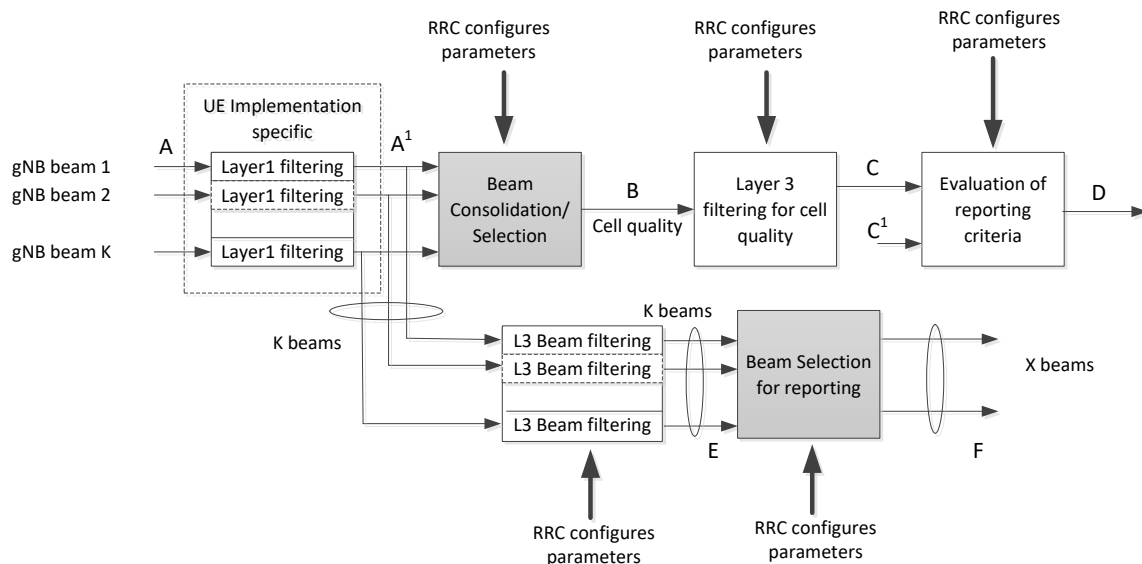 RRC configures
parameters
RRC configures
parameters
RRC configures
parameters
UE Implementation
specific
A
A¹
gNB beam 1
gNB beam 2
gNB beam K
Layer1 filtering
Layer1 filtering
Layer1 filtering
Beam
Consolidation/
Selection
B
Cell quality
Layer 3
filtering for cell
quality
C
C¹
Evaluation of
reporting
criteria
D
K beams
L3 Beam filtering
L3 Beam filtering
L3 Beam filtering
K beams
E
Beam Selection
for reporting
X beams
F
RRC configures
parameters
RRC configures
parameters